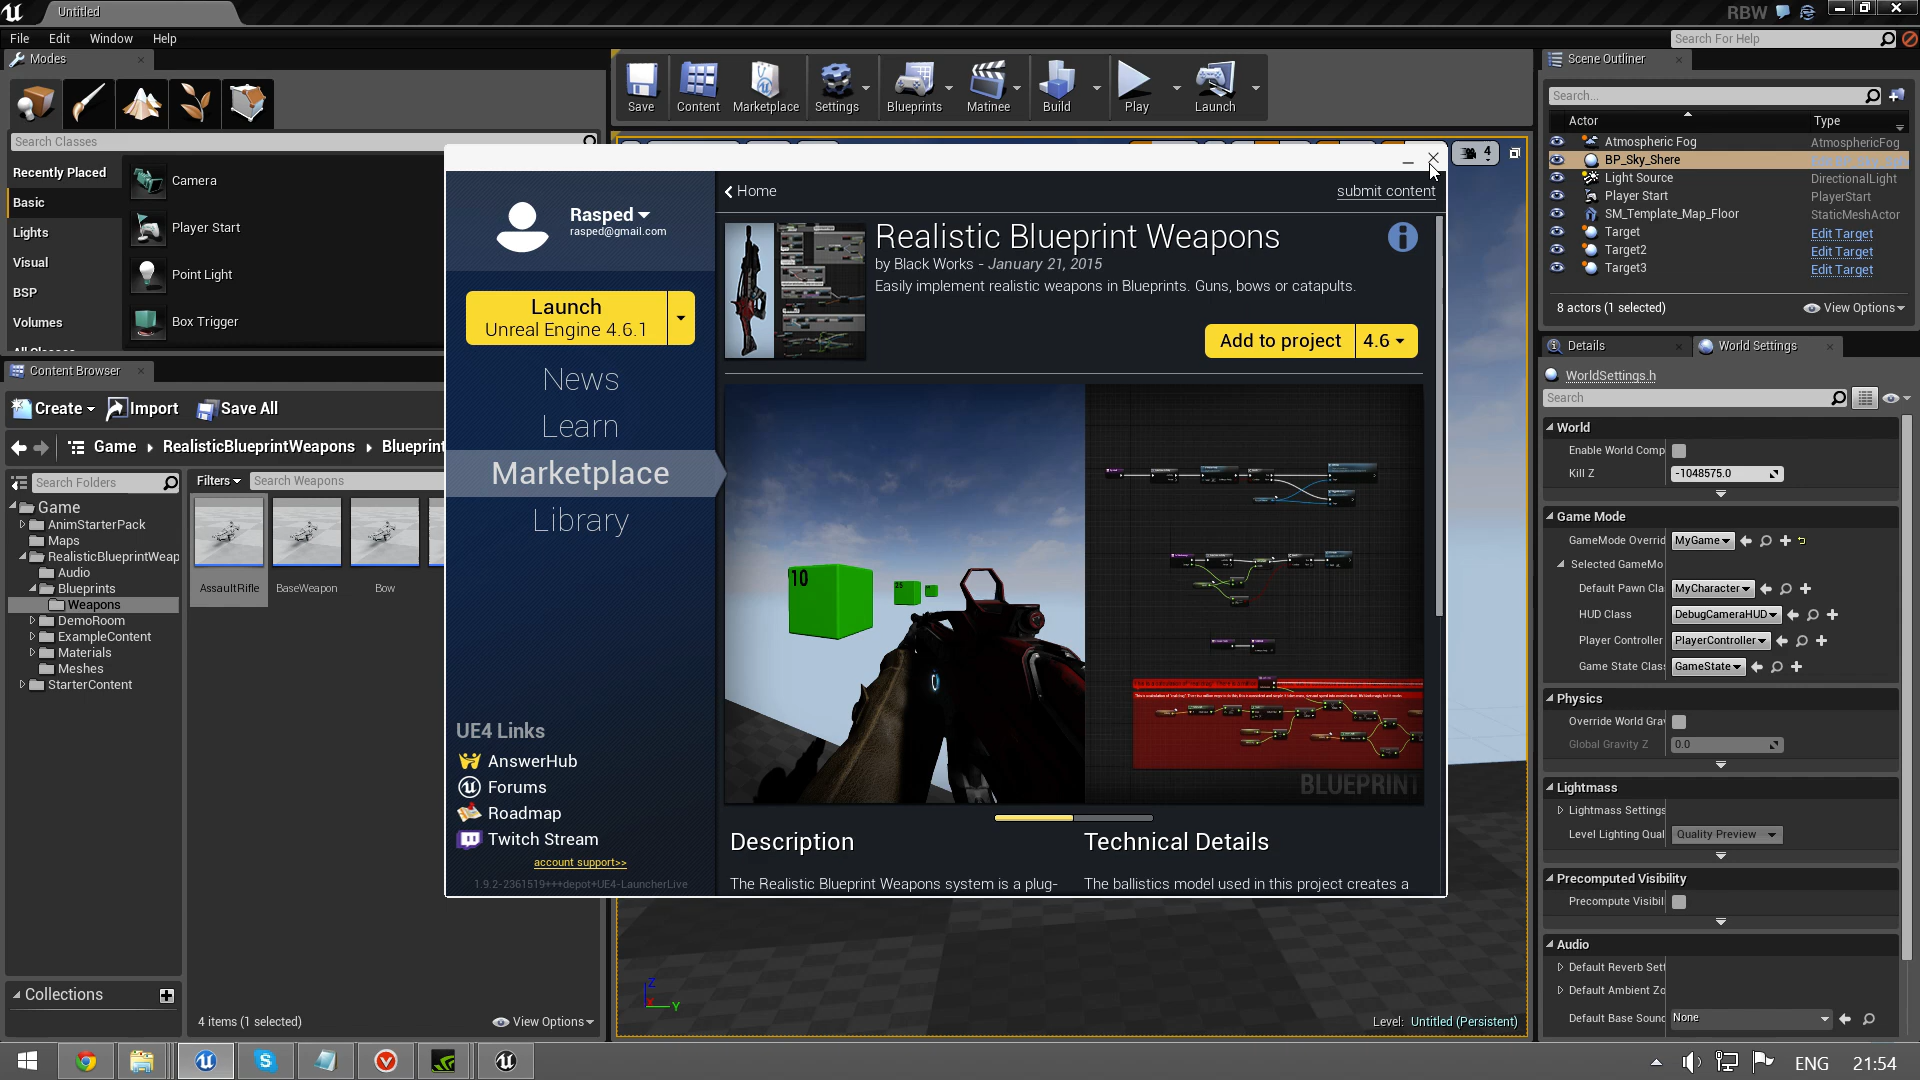 Untitled
RBW
File Edit Window Help
Search For Help
Modes
Search Classes
Recently Placed
Basic
Lights
Visual
BSP
Volumes
All Classes
Camera
Player Start
Point Light
Box Trigger
Save
Content
Marketplace
Settings
Blueprints
Matinee
Build
Play
Launch
4
Scene Outliner
Search...
Actor Type
Atmospheric Fog AtmosphericFog
BP_Sky_Shere
Light Source DirectionalLight
Player Start PlayerStart
SM_Template_Map_Floor StaticMeshActor
Target Edit Target
Target2 Edit Target
Target3 Edit Target
8 actors (1 selected) View Options
Content Browser
Create Import Save All
Game RealisticBlueprintWeapons Blueprint
Search Folders
Filters Search Weapons
Game
AnimStarterPack
Maps
RealisticBlueprintWeap
Audio
Blueprints
Weapons
DemoRoom
ExampleContent
Materials
Meshes
StarterContent
AssaultRifle
BaseWeapon
Bow
Collections
4 items (1 selected) View Options
Rasped
rasped@gmail.com
Launch
Unreal Engine 4.6.1
News
Learn
Marketplace
Library
UE4 Links
AnswerHub
Forums
Roadmap
Twitch Stream
account support>>
1.9.2-2361519+++depot+UE4-LauncherLive
Home
submit content
Realistic Blueprint Weapons
by Black Works - January 21, 2015
Easily implement realistic weapons in Blueprints. Guns, bows or catapults.
Add to project 4.6
10
25
BLUEPRINT
Description
The Realistic Blueprint Weapons system is a plug-
Technical Details
The ballistics model used in this project creates a
Z
X
Y
Level: Untitled (Persistent)
Details
World Settings
WorldSettings.h
Search
World
Enable World Comp
Kill Z -1048575.0
Game Mode
GameMode Overrid MyGame
Selected GameMo
Default Pawn Cla MyCharacter
HUD Class DebugCameraHUD
Player Controller PlayerController
Game State Clas GameState
Physics
Override World Gra
Global Gravity Z 0.0
Lightmass
Lightmass Settings
Level Lighting Qual Quality Preview
Precomputed Visibility
Precompute Visibil
Audio
Default Reverb Sett
Default Ambient Zo
Default Base Sound None
ENG 21:54